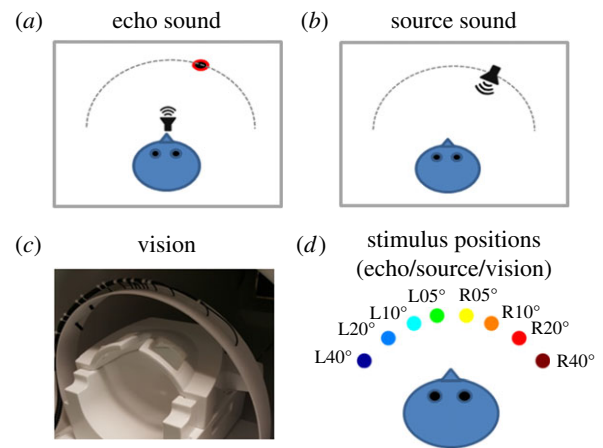 (a) echo sound
(b) source sound
(c) vision
(d) stimulus positions
(echo/source/vision)
L05° R05°
L10° R10°
L20° R20°
L40° R40°